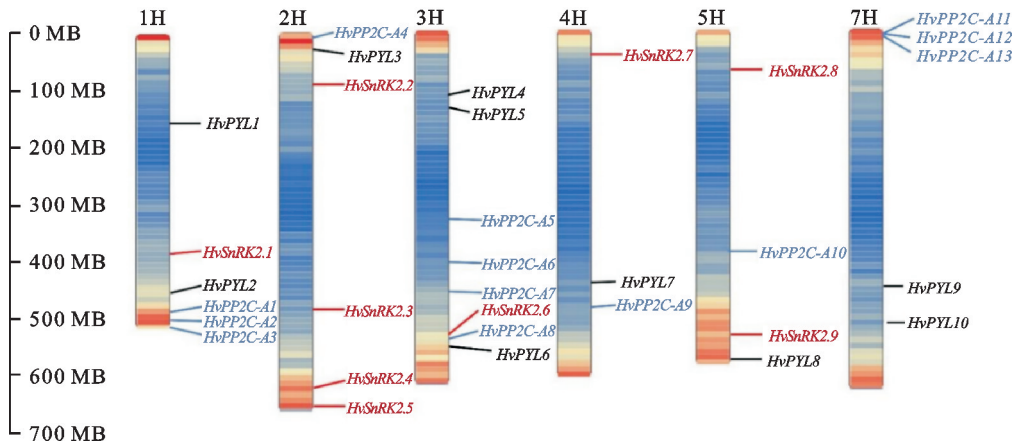 1H 2H 3H 4H 5H 7H
0 MB
100 MB
200 MB
300 MB
400 MB
500 MB
600 MB
700 MB
HvPYL1
HvSnRK2.1
HvPYL2
HvPP2C-A1
HvPP2C-A2
HvPP2C-A3
HvPP2C-A4
HvPYL3
HvSnRK2.2
HvSnRK2.3
HvSnRK2.4
HvSnRK2.5
HvPYL4
HvPYL5
HvPP2C-A5
HvPP2C-A6
HvPP2C-A7
HvSnRK2.6
HvPP2C-A8
HvPYL6
HvSnRK2.7
HvPYL7
HvPP2C-A9
HvSnRK2.8
HvPP2C-A10
HvSnRK2.9
HvPYL8
HvPP2C-A11
HvPP2C-A12
HvPP2C-A13
HvPYL9
HvPYL10